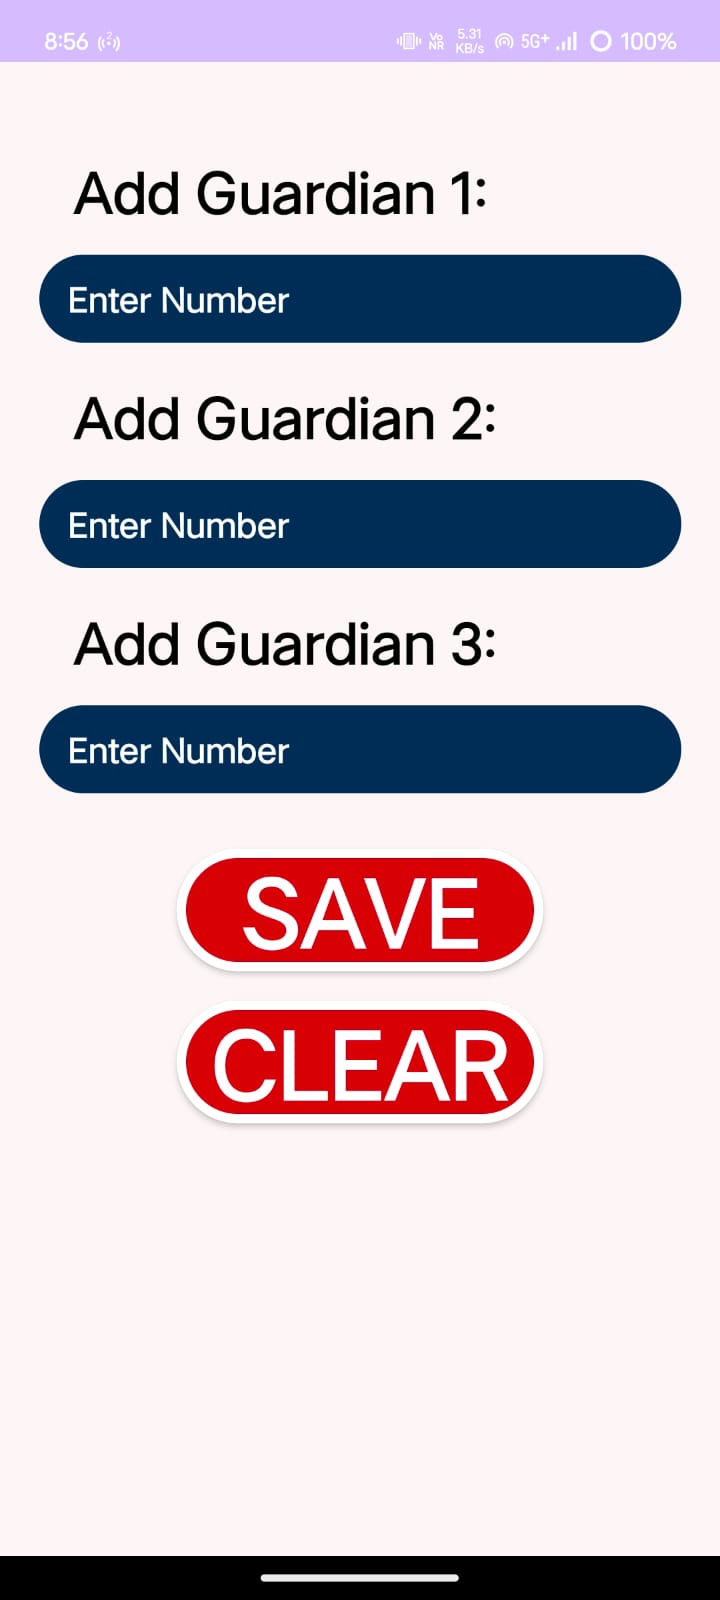 8:56 2 Vo NR 5.31 KB/s 5G+ 100%
Add Guardian 1:
Enter Number
Add Guardian 2:
Enter Number
Add Guardian 3:
Enter Number
SAVE
CLEAR